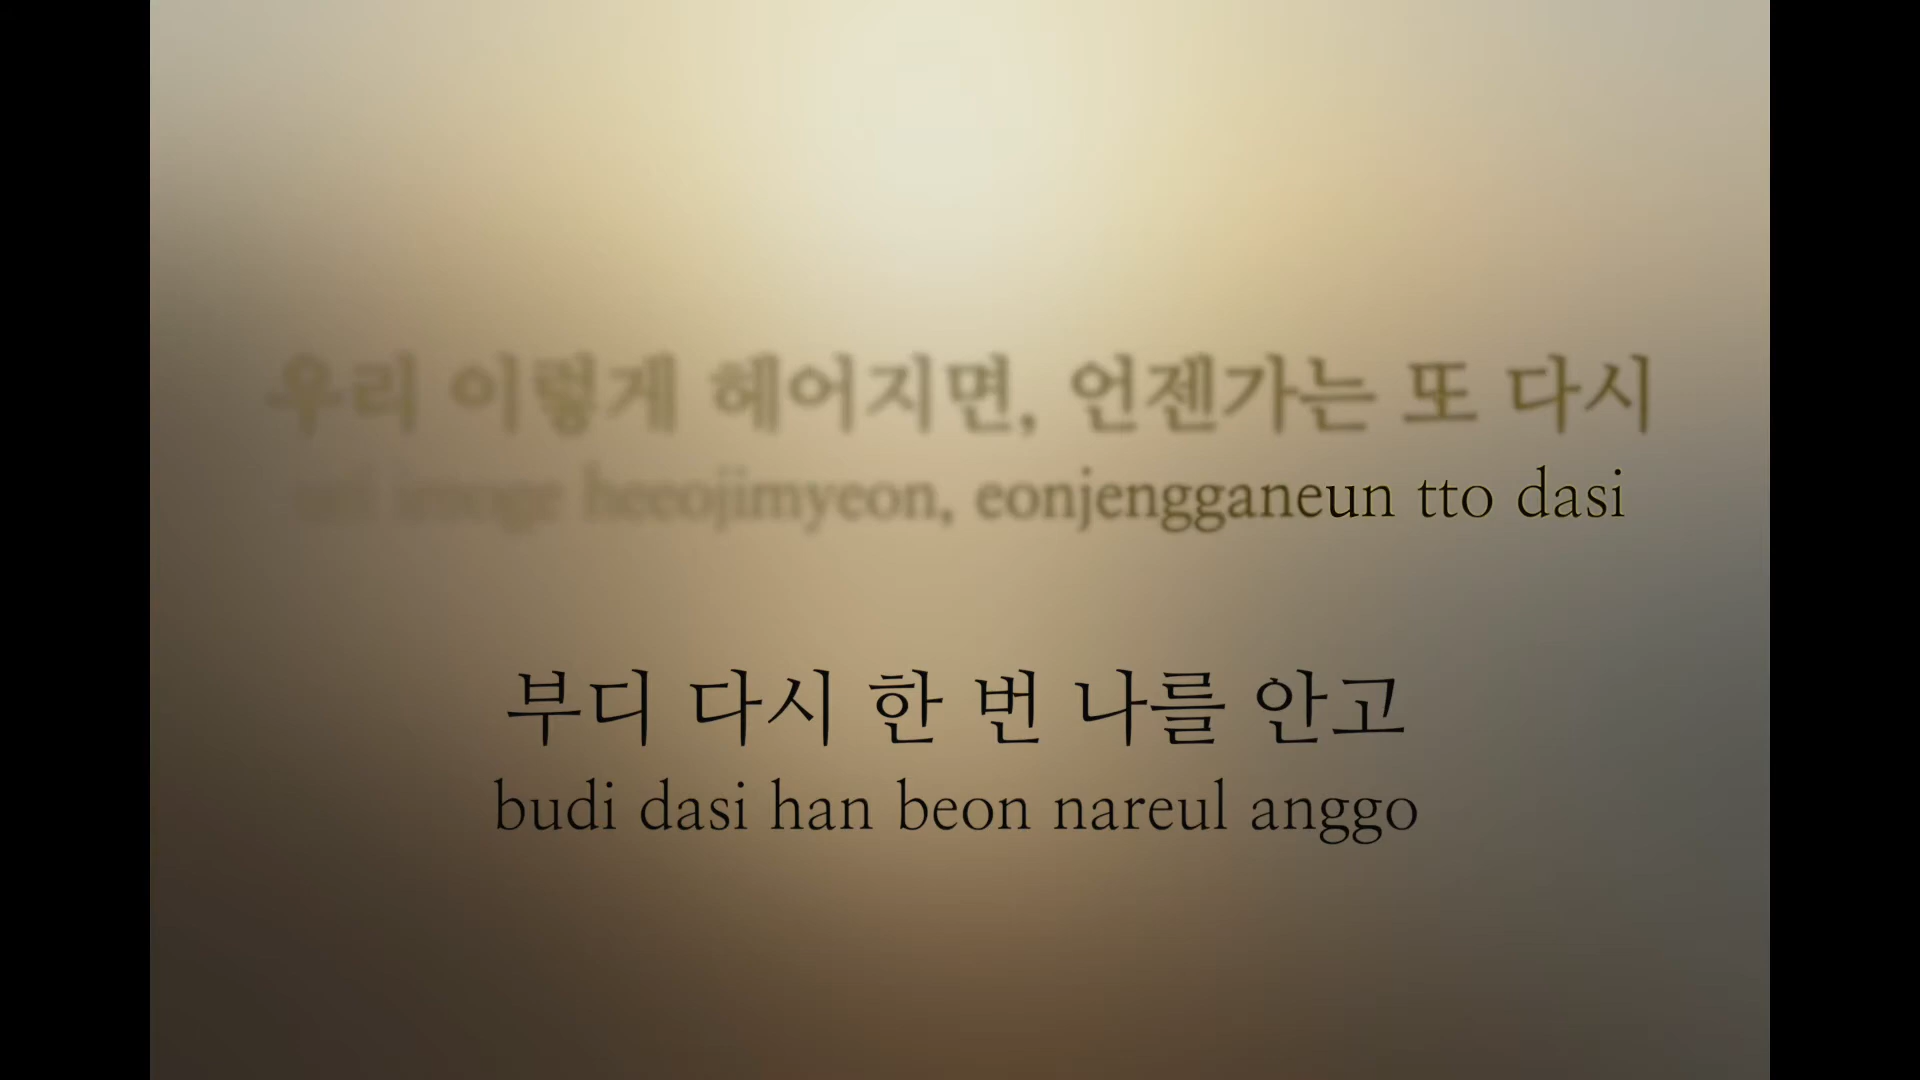 우리 이렇게 헤어지면, 언젠가는 또 다시
heeojimyeon, eonjengganeun tto dasi
부디 다시 한 번 나를 안고
budi dasi han beon nareul anggo